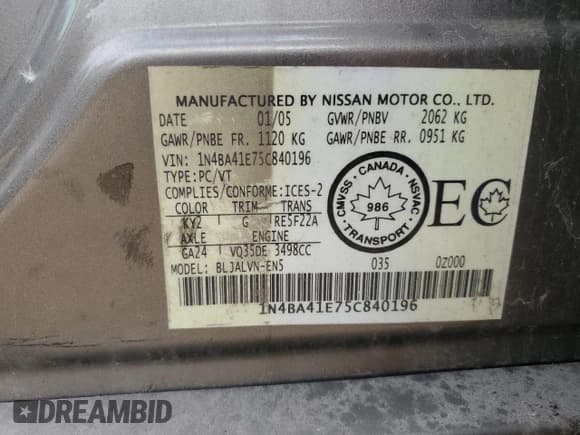 MANUFACTURED BY NISSAN MOTOR CO., LTD.
DATE 01/05 GVWR/PNBV 2062 KG
GAWR/PNBE FR. 1120 KG GAWR/PNBE RR. 0951 KG
VIN: 1N4BA41E75C840196
TYPE: PC/VT
COMPLIES/CONFORME: ICES-2
COLOR TRIM TRANS
KY2 G RE5F22A
AXLE ENGINE
GA24 VQ35DE 3498CC
MODEL: BLJALVN-EN5 035 0Z000
CMVSS · CANADA · NSVAC
986
· TRANSPORT ·
EC
1N4BA41E75C840196
DREAMBID